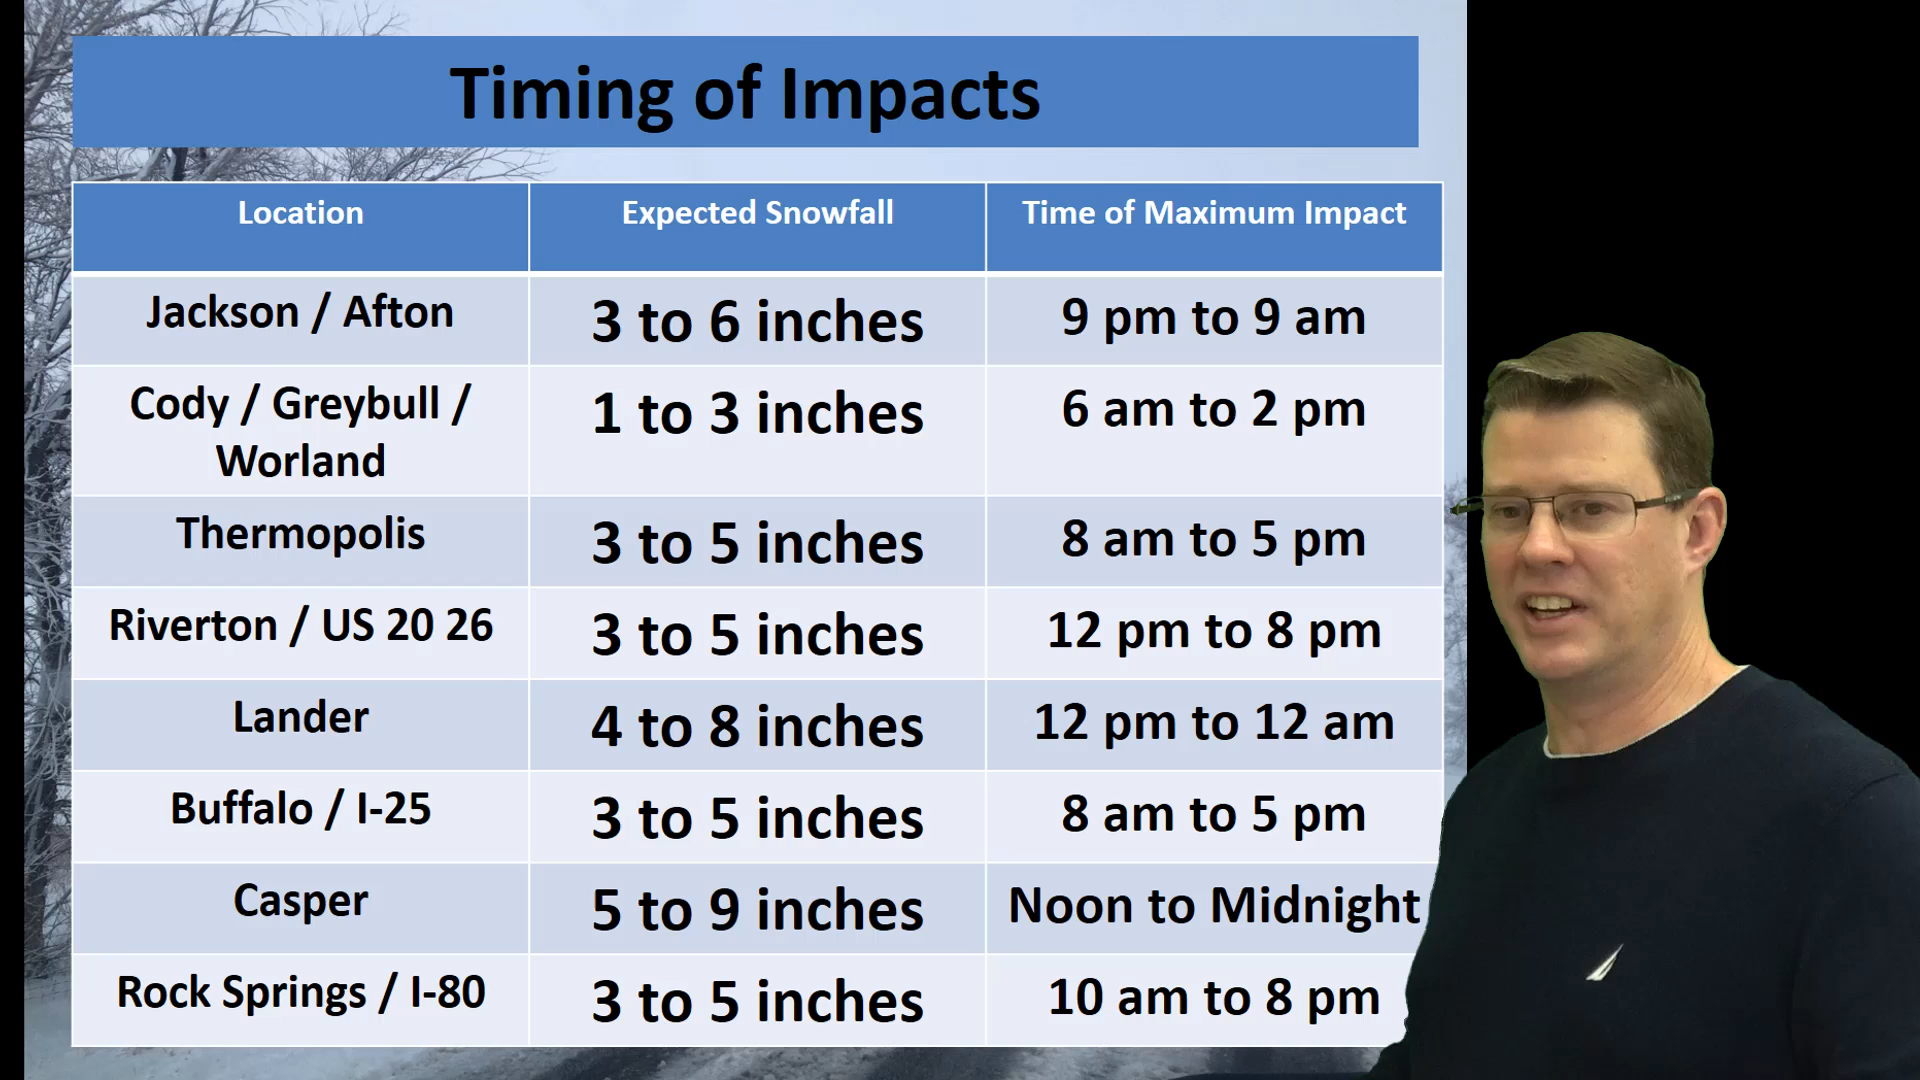 Timing of Impacts
Location Expected Snowfall Time of Maximum Impact
Jackson / Afton 3 to 6 inches 9 pm to 9 am
Cody / Greybull / 1 to 3 inches 6 am to 2 pm
Worland
Thermopolis 3 to 5 inches 8 am to 5 pm
Riverton / US 20 26 3 to 5 inches 12 pm to 8 pm
Lander 4 to 8 inches 12 pm to 12 am
Buffalo / I-25 3 to 5 inches 8 am to 5 pm
Casper 5 to 9 inches Noon to Midnight
Rock Springs / I-80 3 to 5 inches 10 am to 8 pm